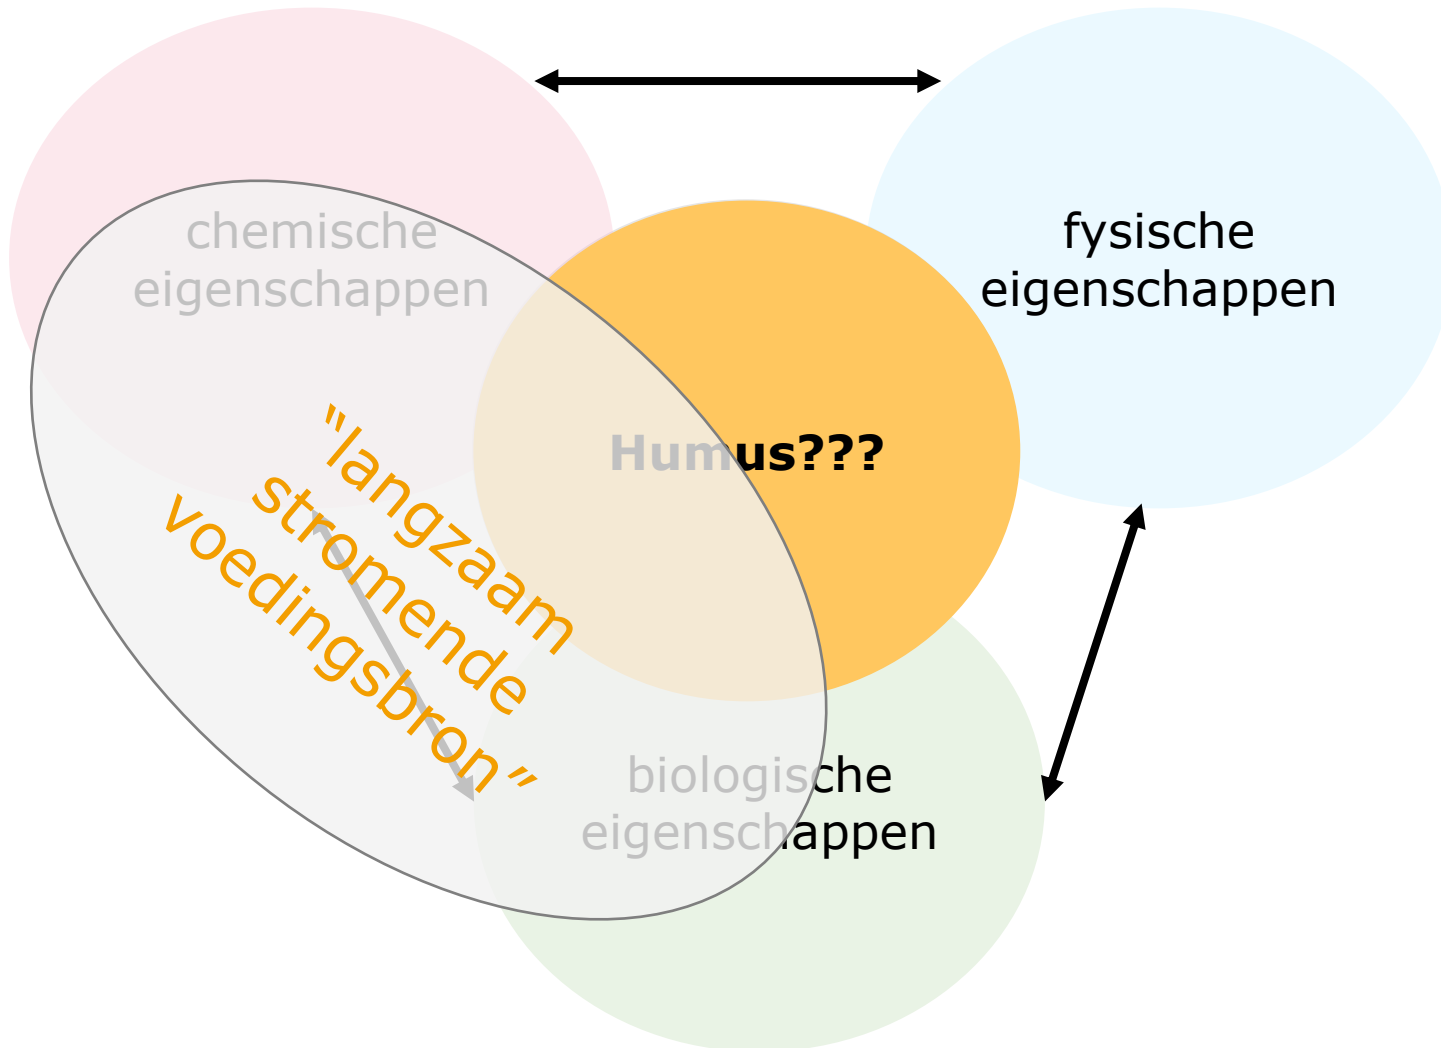 chemische
eigenschappen
fysische
eigenschappen
Humus???
“langzaam
stromende
voedingsbron”
biologische
eigenschappen